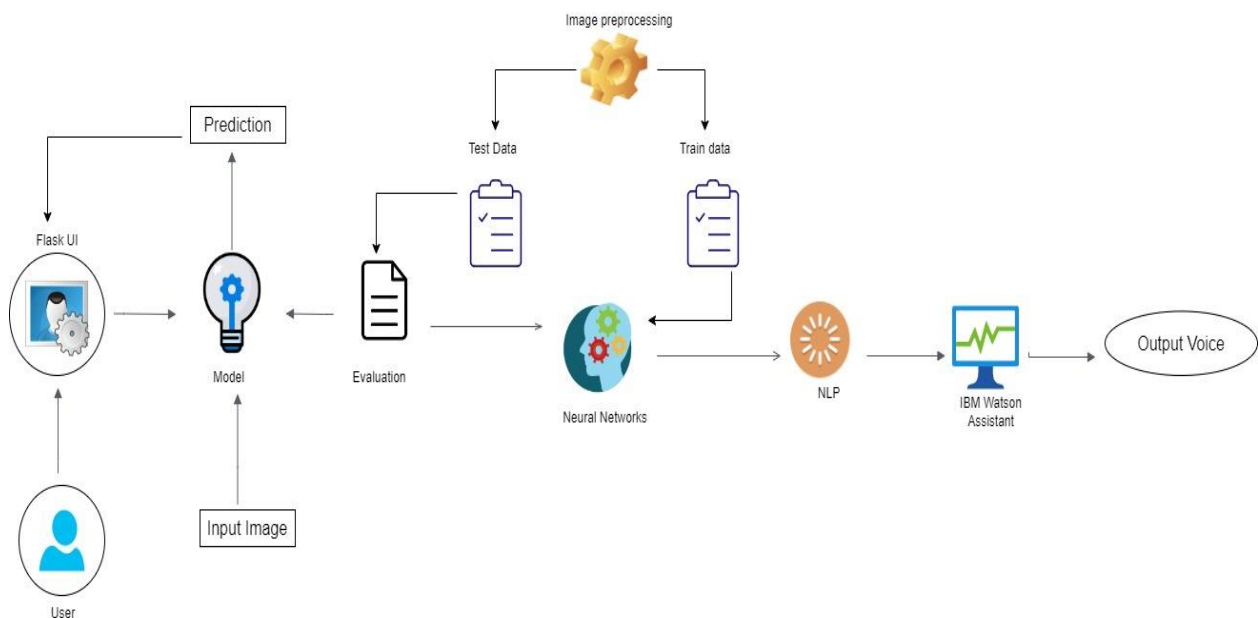 Image preprocessing
Prediction
Test Data
Train data
Flask UI
Output Voice
Model
Evaluation
Neural Networks
NLP
IBM Watson
Assistant
Input Image
User